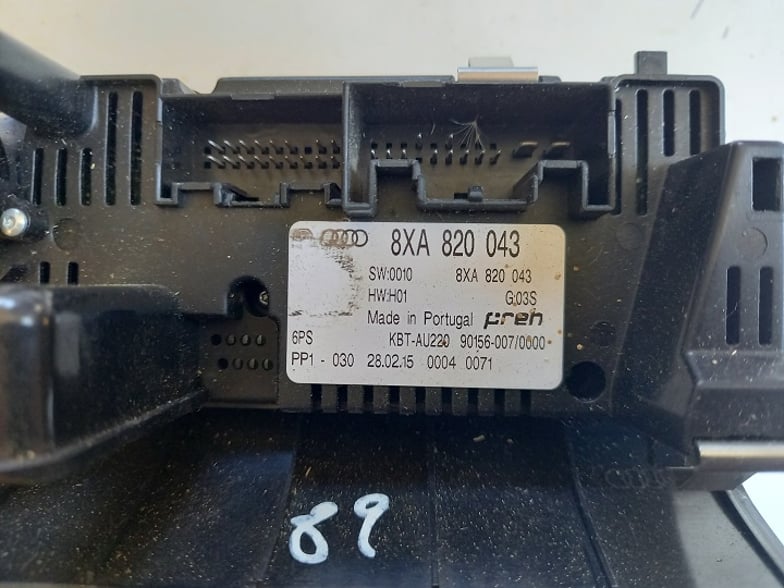 8XA 820 043
SW:0010 8XA 820 043
HW:H01 G:03S
Made in Portugal preh
6PS KBT-AU220 90156-007/0000
PP1 - 030 28.02.15 0004 0071
89